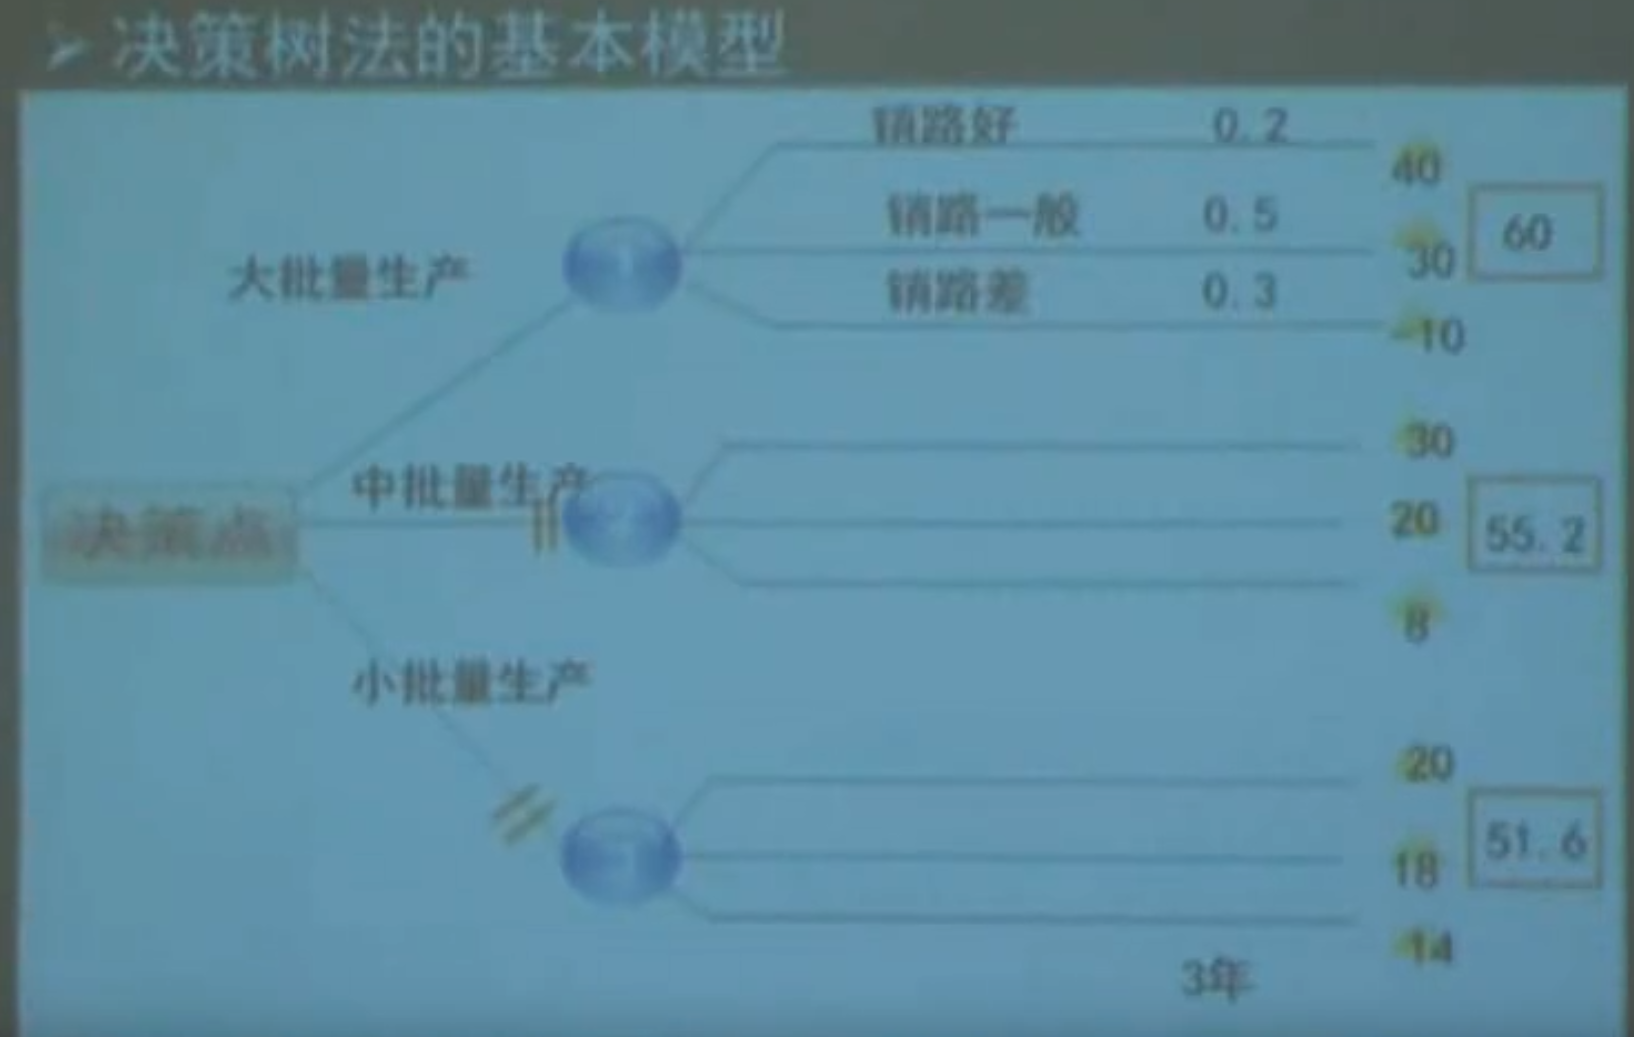 ➤ 决策树法的基本模型
销路好 0.2
40
销路一般 0.5
30
60
大批量生产
销路差 0.3
-10
30
中批量生产
决策点
20
55.2
8
小批量生产
20
18
51.6
14
3年